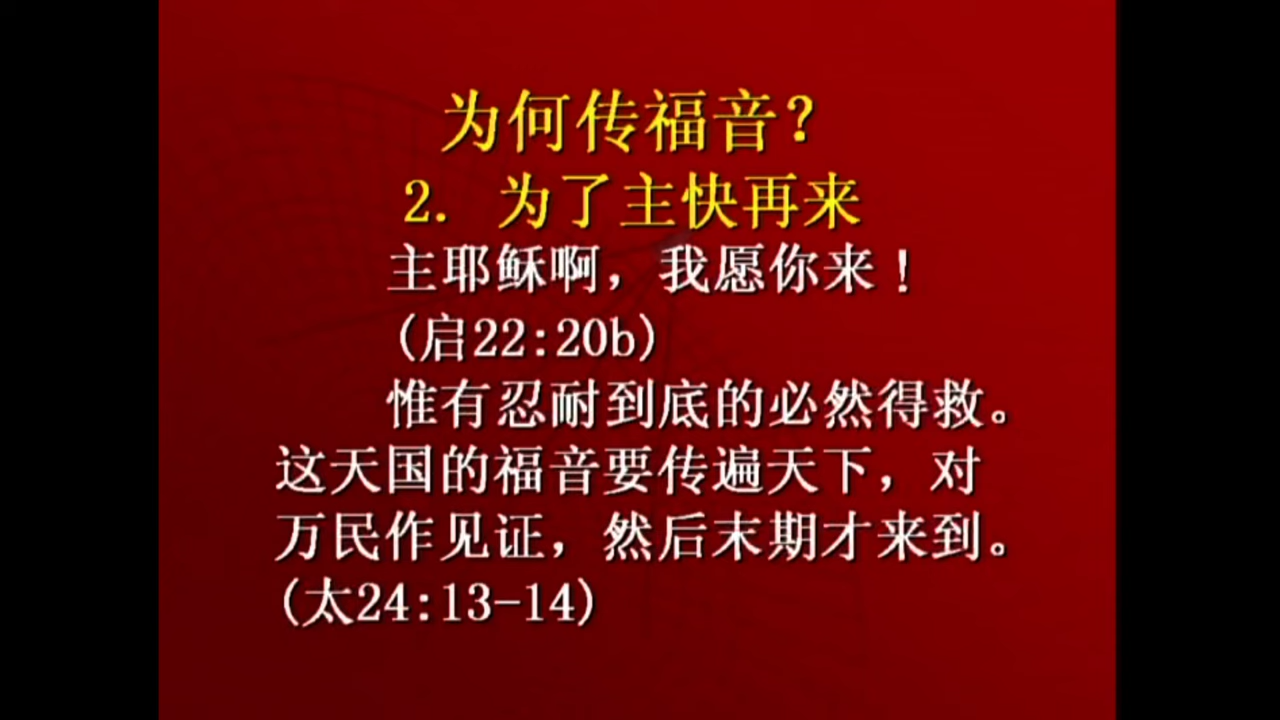 为何传福音?
2. 为了主快再来
主耶稣啊，我愿你来！
(启22:20b)
惟有忍耐到底的必然得救。
这天国的福音要传遍天下，对
万民作见证，然后末期才来到。
(太24:13-14)